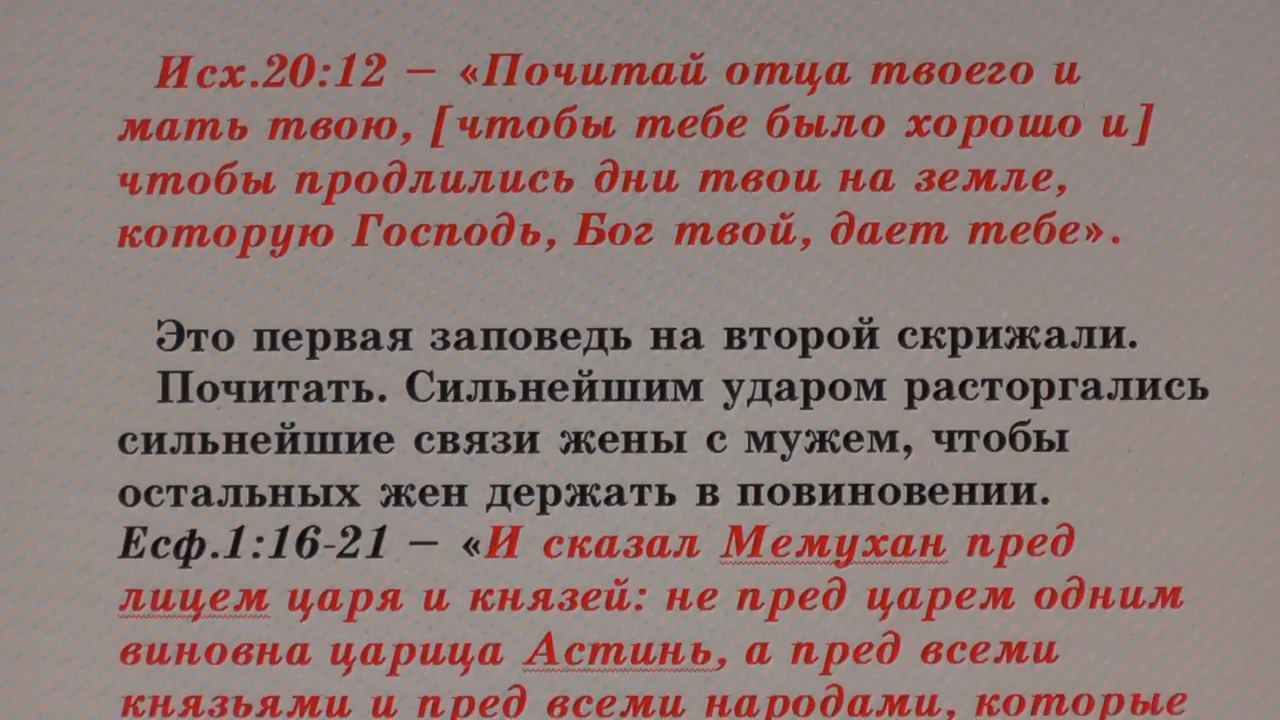 Исх.20:12 – «Почитай отца твоего и
мать твою, [чтобы тебе было хорошо и]
чтобы продлились дни твои на земле,
которую Господь, Бог твой, дает тебе».
Это первая заповедь на второй скрижали.
Почитать. Сильнейшим ударом расторгались
сильнейшие связи жены с мужем, чтобы
остальных жен держать в повиновении.
Есф.1:16-21 – «И сказал Мемухан пред
лицем царя и князей: не пред царем одним
виновна царица Астинь, а пред всеми
князьями и пред всеми народами, которые